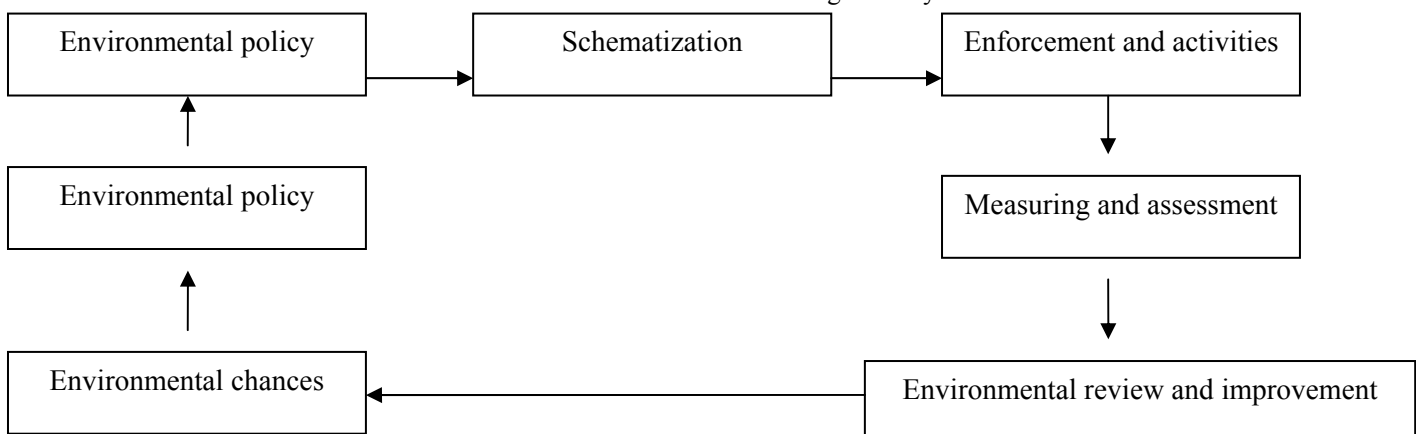 Environmental policy
Schematization
Enforcement and activities
Environmental policy
Measuring and assessment
Environmental chances
Environmental review and improvement